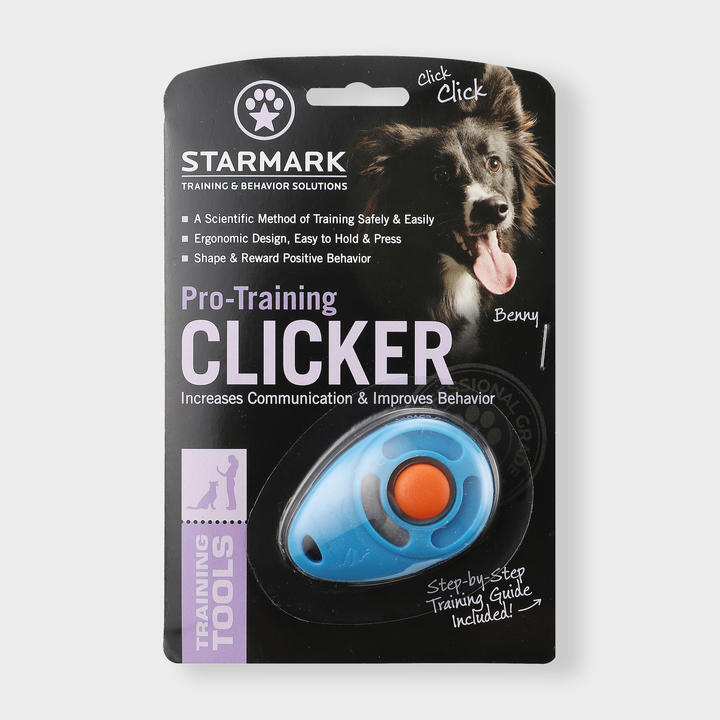 Click
Click
STARMARK
TRAINING & BEHAVIOR SOLUTIONS
A Scientific Method of Training Safely & Easily
Ergonomic Design, Easy to Hold & Press
Shape & Reward Positive Behavior
Benny
Pro-Training
CLICKER
Increases Communication & Improves Behavior
TRAINING
TOOLS
Step-by-Step
Training Guide
Included!